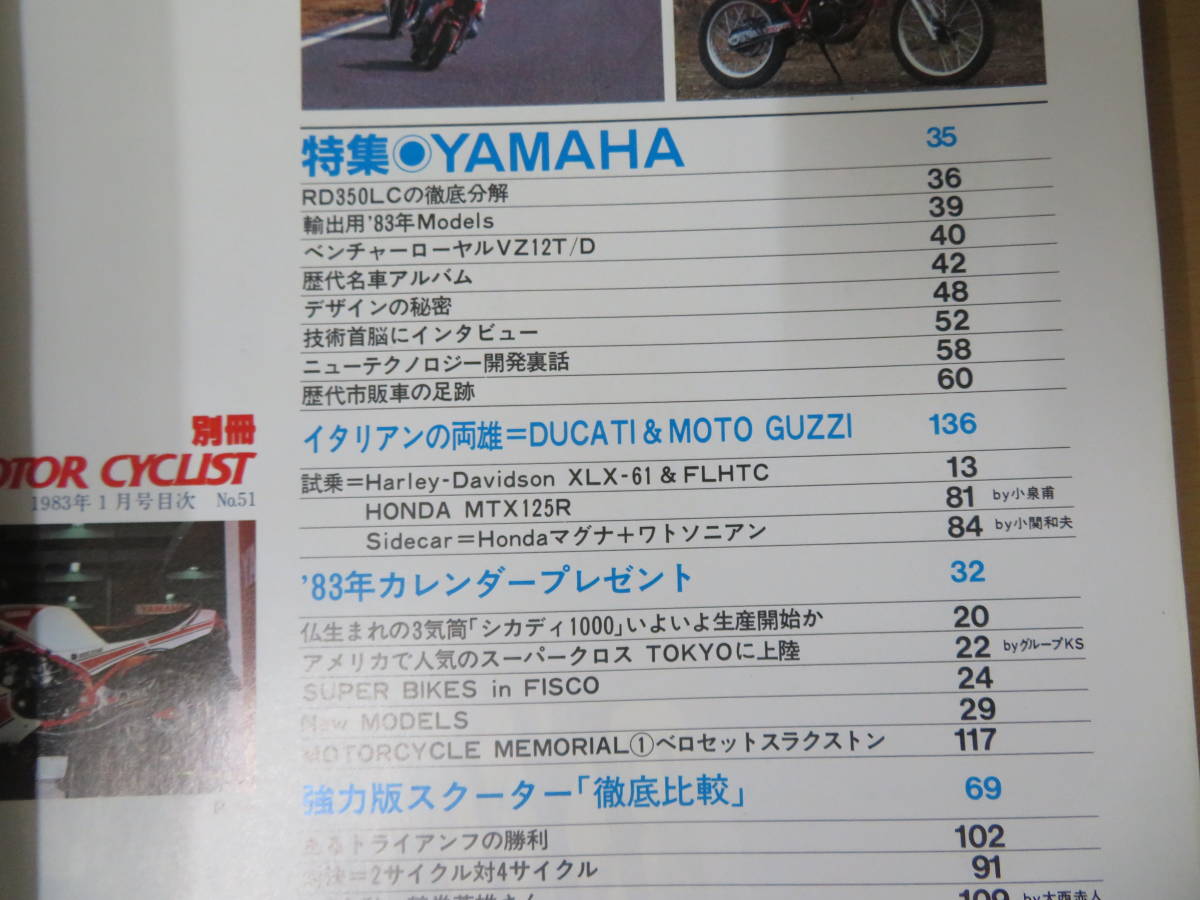 特集◉YAMAHA 35
RD350LCの徹底分解 36
輸出用'83年Models 39
ベンチャーローヤルVZ12T/D 40
歴代名車アルバム 42
デザインの秘密 48
技術首脳にインタビュー 52
ニューテクノロジー開発裏話 58
歴代市販車の足跡 60
イタリアンの両雄=DUCATI & MOTO GUZZI 136
試乗=Harley-Davidson XLX-61 & FLHTC 13
HONDA MTX125R 81 by小泉甫
Sidecar=Hondaマグナ+ワトソニアン 84 by小関和夫
'83年カレンダープレゼント 32
仏生まれの3気筒「シカディ1000」いよいよ生産開始か 20
アメリカで人気のスーパークロス TOKYOに上陸 22 byグループKS
SUPER BIKES in FISCO 24
New MODELS 29
MOTORCYCLE MEMORIAL①ベロセットスラクストン 117
強力版スクーター「徹底比較」 69
あるトライアンフの勝利 102
=2サイクル対4サイクル 91
109 by大西赤人
別冊
OTOR CYCLIST
1983年1月号目次 No.51
YAMAHA
P